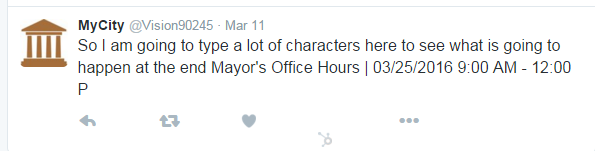 MyCity @Vision90245 · Mar 11
So I am going to type a lot of characters here to see what is going to
happen at the end Mayor's Office Hours | 03/25/2016 9:00 AM - 12:00
P